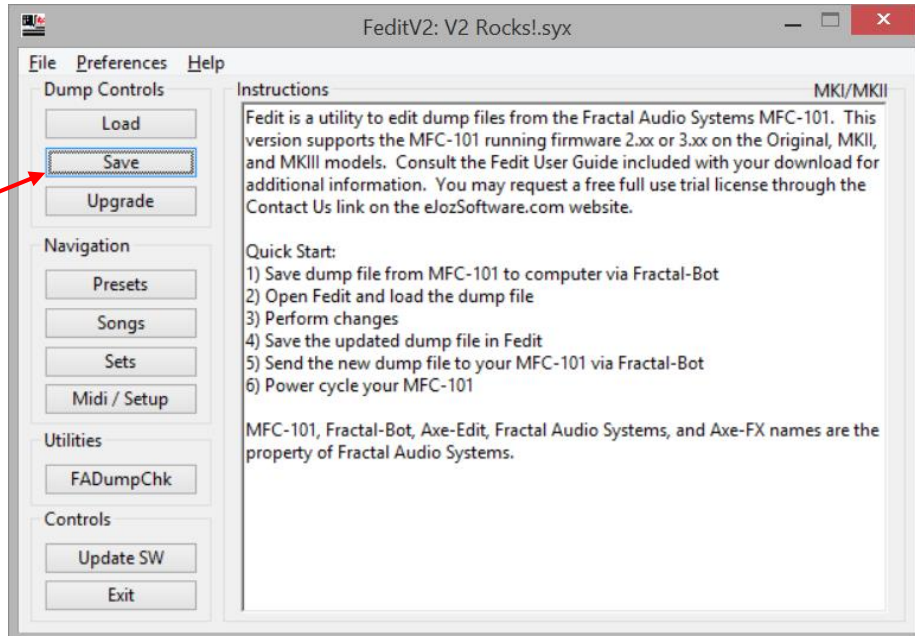 FeditV2: V2 Rocks!.syx
File Preferences Help
Dump Controls
Load
Save
Upgrade
Navigation
Presets
Songs
Sets
Midi / Setup
Utilities
FADumpChk
Controls
Update SW
Exit
Instructions
MKI/MKII
Fedit is a utility to edit dump files from the Fractal Audio Systems MFC-101. This
version supports the MFC-101 running firmware 2.xx or 3.xx on the Original, MKII,
and MKIII models. Consult the Fedit User Guide included with your download for
additional information. You may request a free full use trial license through the
Contact Us link on the eJozSoftware.com website.
Quick Start:
1) Save dump file from MFC-101 to computer via Fractal-Bot
2) Open Fedit and load the dump file
3) Perform changes
4) Save the updated dump file in Fedit
5) Send the new dump file to your MFC-101 via Fractal-Bot
6) Power cycle your MFC-101
MFC-101, Fractal-Bot, Axe-Edit, Fractal Audio Systems, and Axe-FX names are the
property of Fractal Audio Systems.